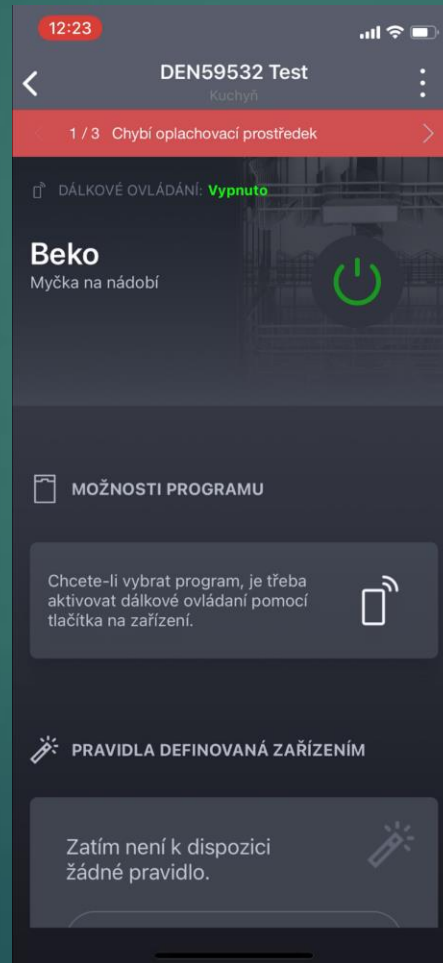 12:23
DEN59532 Test
Kuchyň
1 / 3 Chybí oplachovací prostředek
DÁLKOVÉ OVLÁDÁNÍ: Vypnuto
Beko
Myčka na nádobí
MOŽNOSTI PROGRAMU
Chcete-li vybrat program, je třeba
aktivovat dálkové ovládaní pomocí
tlačítka na zařízení.
PRAVIDLA DEFINOVANÁ ZAŘÍZENÍM
Zatím není k dispozici
žádné pravidlo.